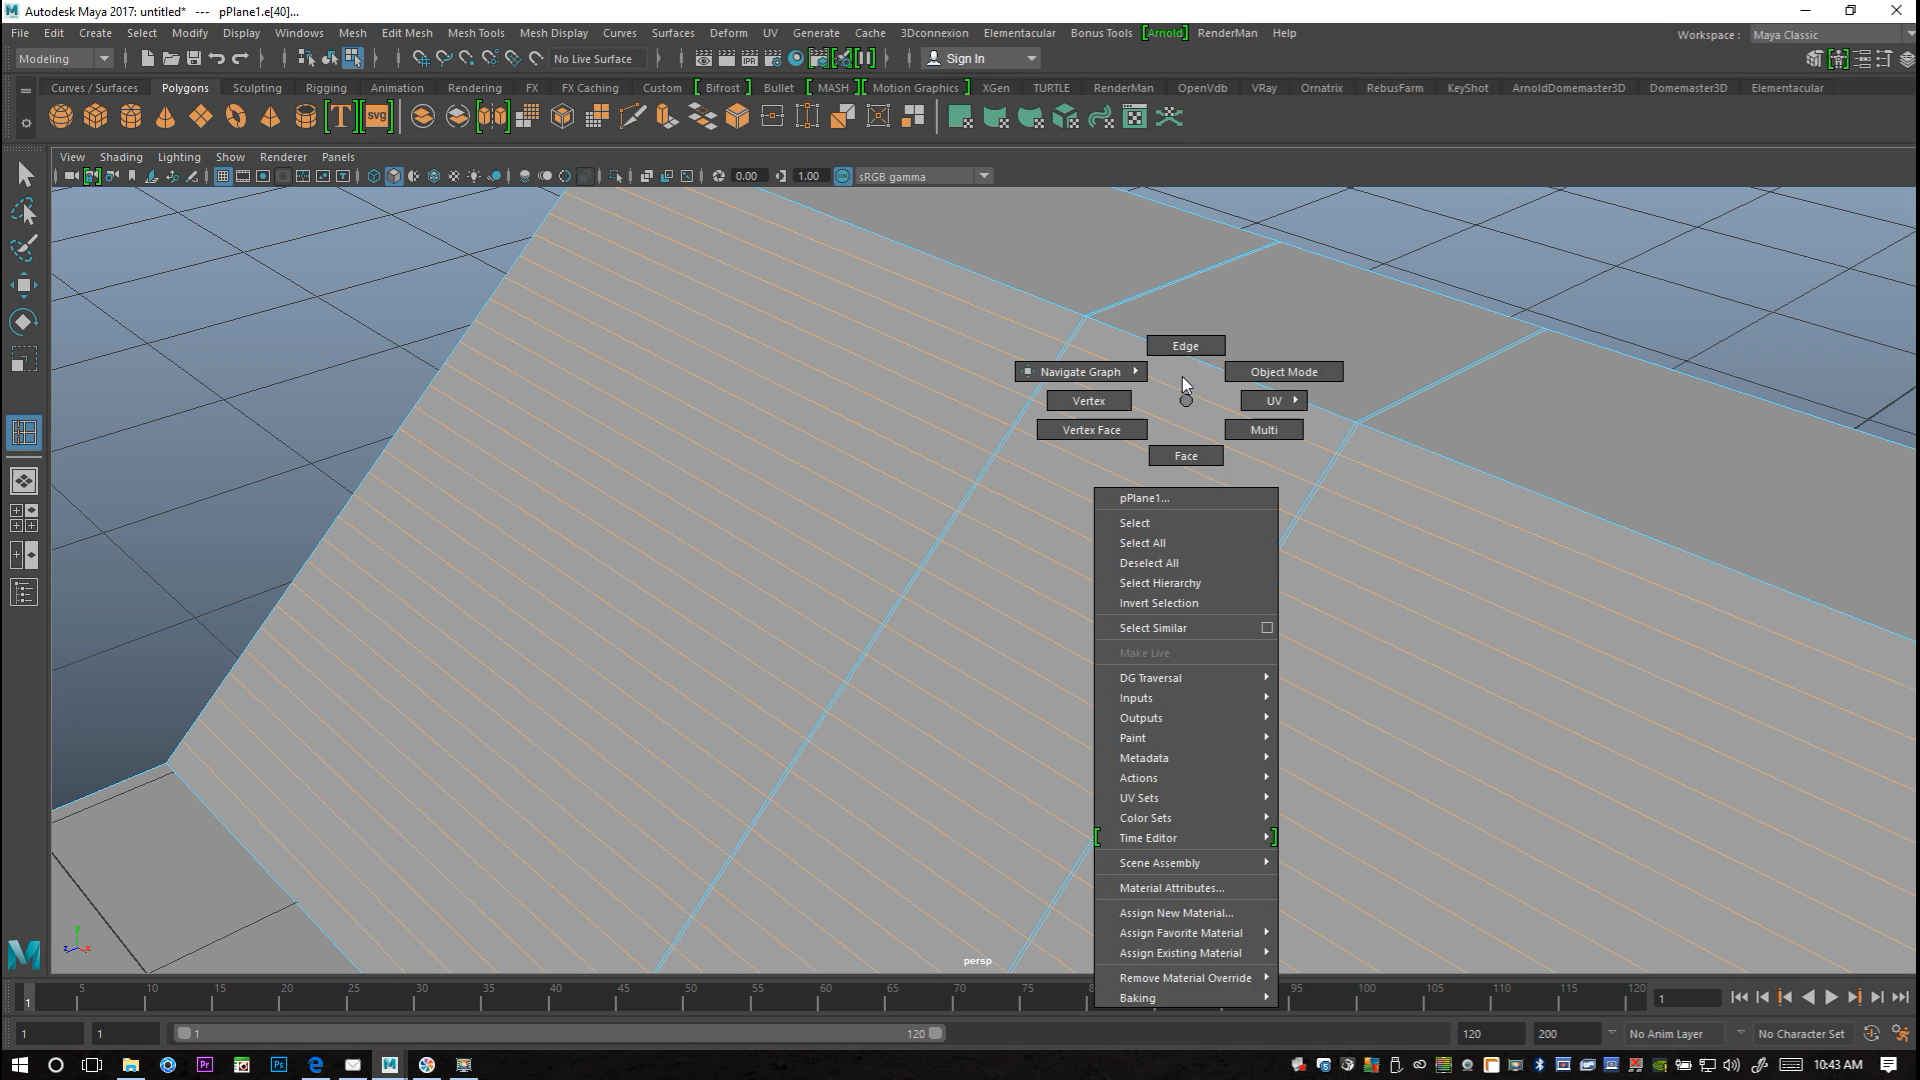 Autodesk Maya 2017: untitled* --- pPlane1.e[40]...
File Edit Create Select Modify Display Windows Mesh Edit Mesh Mesh Tools Mesh Display Curves Surfaces Deform UV Generate Cache 3Dconnexion Elementacular Bonus Tools [Arnold] RenderMan Help Workspace : Maya Classic
Modeling No Live Surface IPR Sign In
Curves / Surfaces Polygons Sculpting Rigging Animation Rendering FX FX Caching Custom [ Bifrost ] Bullet [ MASH ] [ Motion Graphics ] XGen TURTLE RenderMan OpenVdb VRay Ornatrix RebusFarm KeyShot ArnoldDomemaster3D Domemaster3D Elementacular
T svg
View Shading Lighting Show Renderer Panels
0.00 1.00 ON sRGB gamma
Edge
Navigate Graph Object Mode
Vertex UV
Vertex Face Multi
Face
pPlane1...
Select
Select All
Deselect All
Select Hierarchy
Invert Selection
Select Similar
Make Live
DG Traversal
Inputs
Outputs
Paint
Metadata
Actions
UV Sets
Color Sets
[ Time Editor ]
Scene Assembly
Material Attributes...
Assign New Material...
Assign Favorite Material
Assign Existing Material
Remove Material Override
Baking
y
z x
persp
1 5 10 15 20 25 30 35 40 45 50 55 60 65 70 75 95 100 105 110 115 120 1
1 1 1 120 120 200 No Anim Layer No Character Set
Pr Ps M 10:43 AM